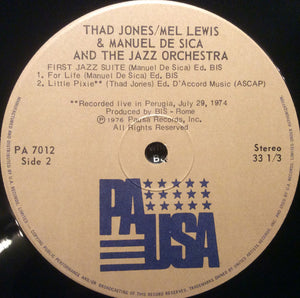 THAD JONES/MEL LEWIS
& MANUEL DE SICA
AND THE JAZZ ORCHESTRA
FIRST JAZZ SUITE (Manuel De Sica) Ed. BIS
1. For Life (Manuel De Sica) Ed. BIS
2. Little Pixie** (Thad Jones) Ed. D'Accord Music (ASCAP)
**Recorded live in Perugia, July 29, 1974
Produced by BIS - Rome
℗ 1976 Pausa Records, Inc.
All Rights Reserved
PA 7012
Side 2
Stereo
33 1/3
PAUSA